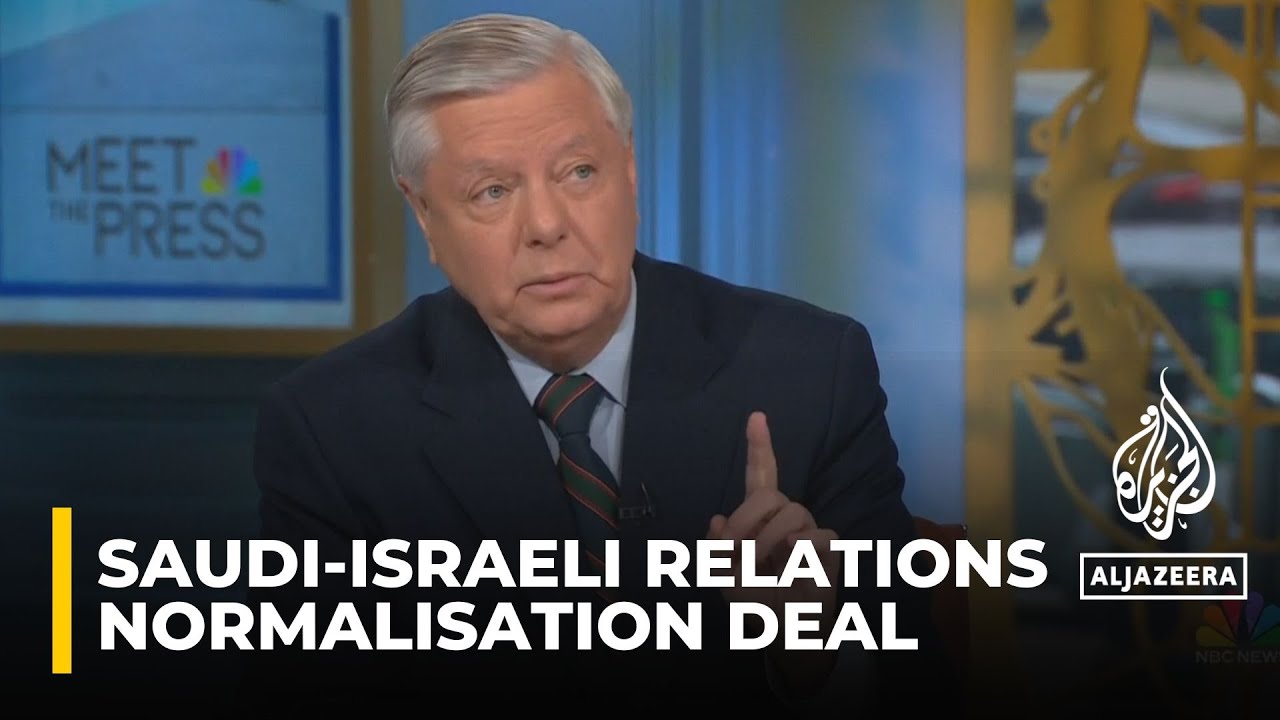 MEET
THE PRESS
SAUDI-ISRAELI RELATIONS
NORMALISATION DEAL
الجزيرة
ALJAZEERA
NBC NEWS